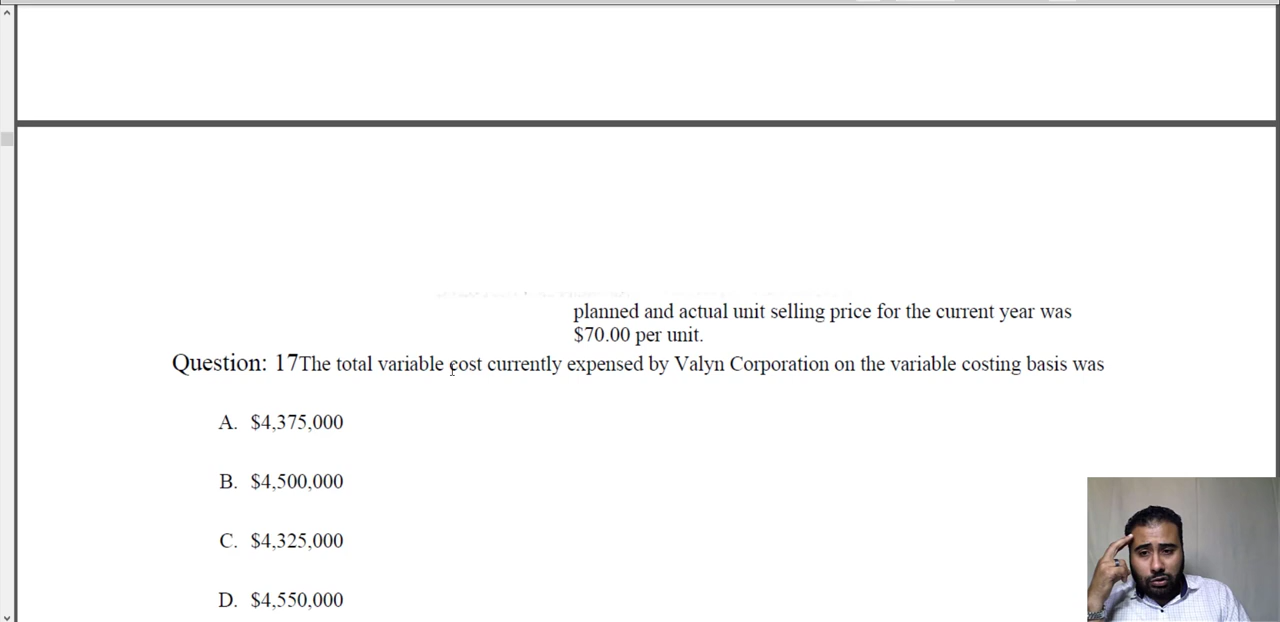 planned and actual unit selling price for the current year was
$70.00 per unit.
Question: 17The total variable cost currently expensed by Valyn Corporation on the variable costing basis was
A. $4,375,000
B. $4,500,000
C. $4,325,000
D. $4,550,000